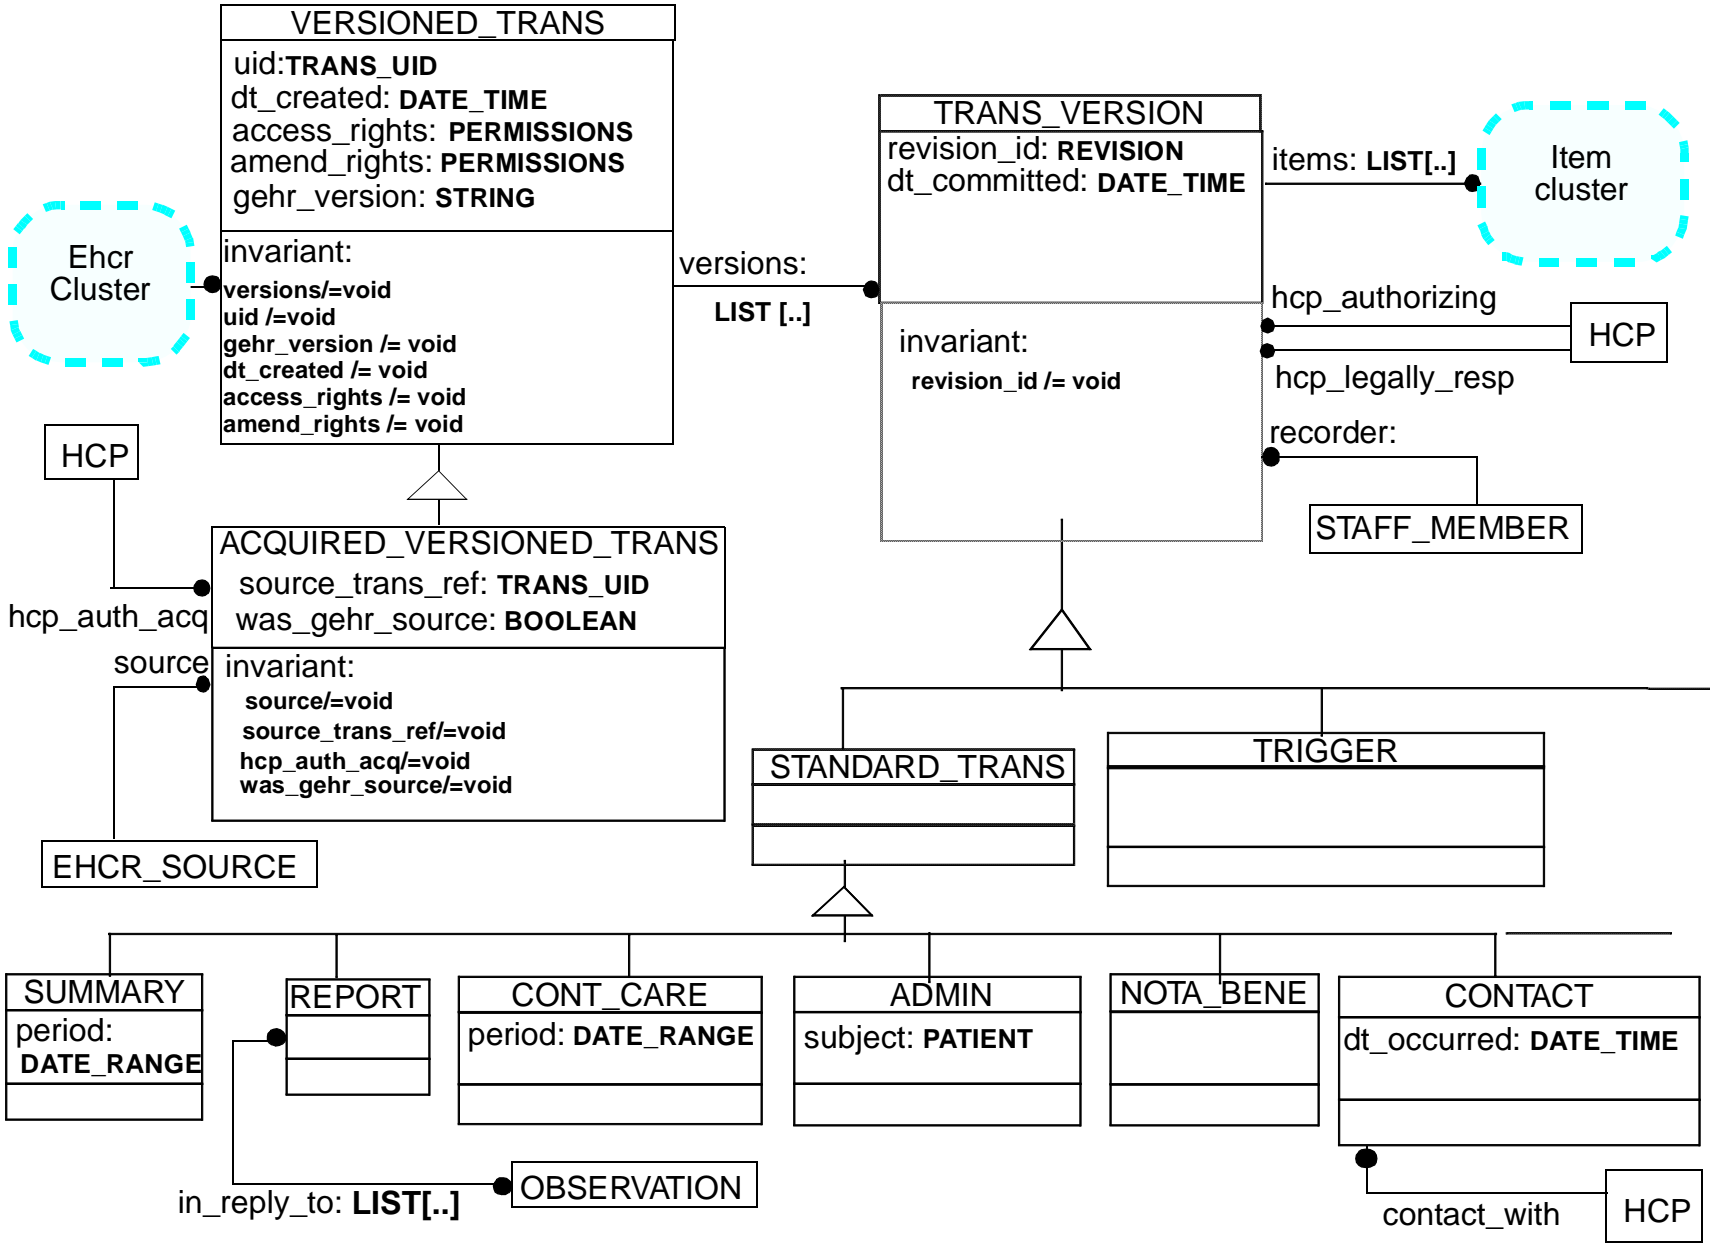 VERSIONED_TRANS
uid:TRANS_UID
dt_created: DATE_TIME
access_rights: PERMISSIONS
amend_rights: PERMISSIONS
gehr_version: STRING
invariant:
versions/=void
uid /=void
gehr_version /= void
dt_created /= void
access_rights /= void
amend_rights /= void
Ehcr
Cluster
versions:
LIST [..]
TRANS_VERSION
revision_id: REVISION
dt_committed: DATE_TIME
invariant:
revision_id /= void
items: LIST[..]
Item
cluster
hcp_authorizing
HCP
hcp_legally_resp
recorder:
STAFF_MEMBER
HCP
hcp_auth_acq
source
EHCR_SOURCE
ACQUIRED_VERSIONED_TRANS
source_trans_ref: TRANS_UID
was_gehr_source: BOOLEAN
invariant:
source/=void
source_trans_ref/=void
hcp_auth_acq/=void
was_gehr_source/=void
STANDARD_TRANS
TRIGGER
SUMMARY
period:
DATE_RANGE
REPORT
CONT_CARE
period: DATE_RANGE
ADMIN
subject: PATIENT
NOTA_BENE
CONTACT
dt_occurred: DATE_TIME
in_reply_to: LIST[..]
OBSERVATION
contact_with
HCP